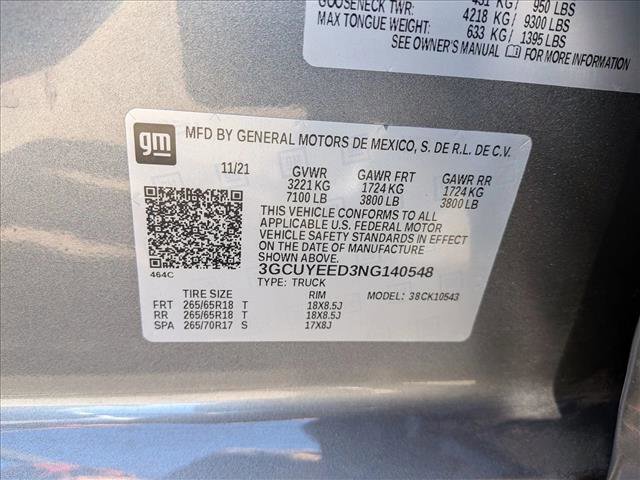 GOOSENECK TWR: 4218 KG/ 9300 LBS
MAX TONGUE WEIGHT: 633 KG/ 1395 LBS
SEE OWNER'S MANUAL FOR MORE INFORMATION
gm
MFD BY GENERAL MOTORS DE MEXICO, S. DE R.L. DE C.V.
11/21 GVWR GAWR FRT GAWR RR
3221 KG 1724 KG 1724 KG
7100 LB 3800 LB 3800 LB
THIS VEHICLE CONFORMS TO ALL
APPLICABLE U.S. FEDERAL MOTOR
VEHICLE SAFETY STANDARDS IN EFFECT
ON THE DATE OF MANUFACTURE
SHOWN ABOVE.
464C
3GCUYEED3NG140548
TYPE: TRUCK
TIRE SIZE RIM MODEL: 38CK10543
FRT 265/65R18 T 18X8.5J
RR 265/65R18 T 18X8.5J
SPA 265/70R17 S 17X8J